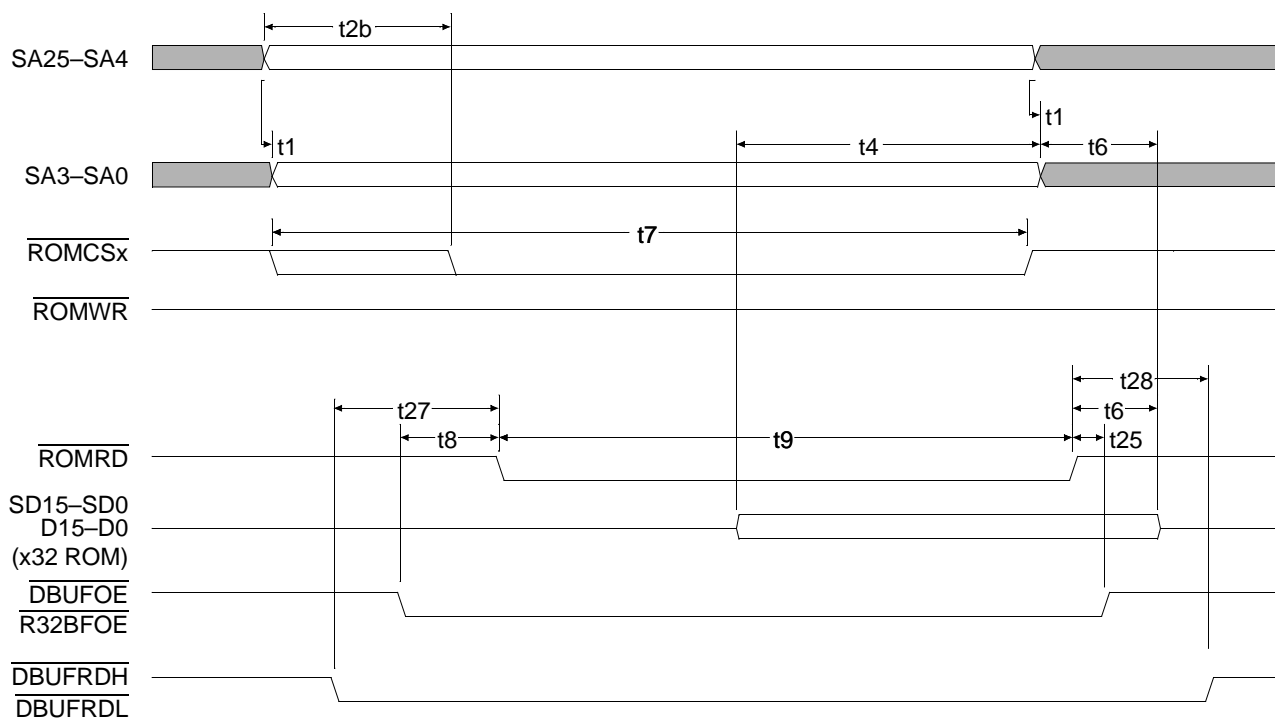 t2b
SA25–SA4
t1
t1
t4
t6
SA3–SA0
t7
ROMCSx
ROMWR
t28
t27
t6
t8
t9
t25
ROMRD
SD15–SD0
D15–D0
(x32 ROM)
DBUFOE
R32BFOE
DBUFRDH
DBUFRDL